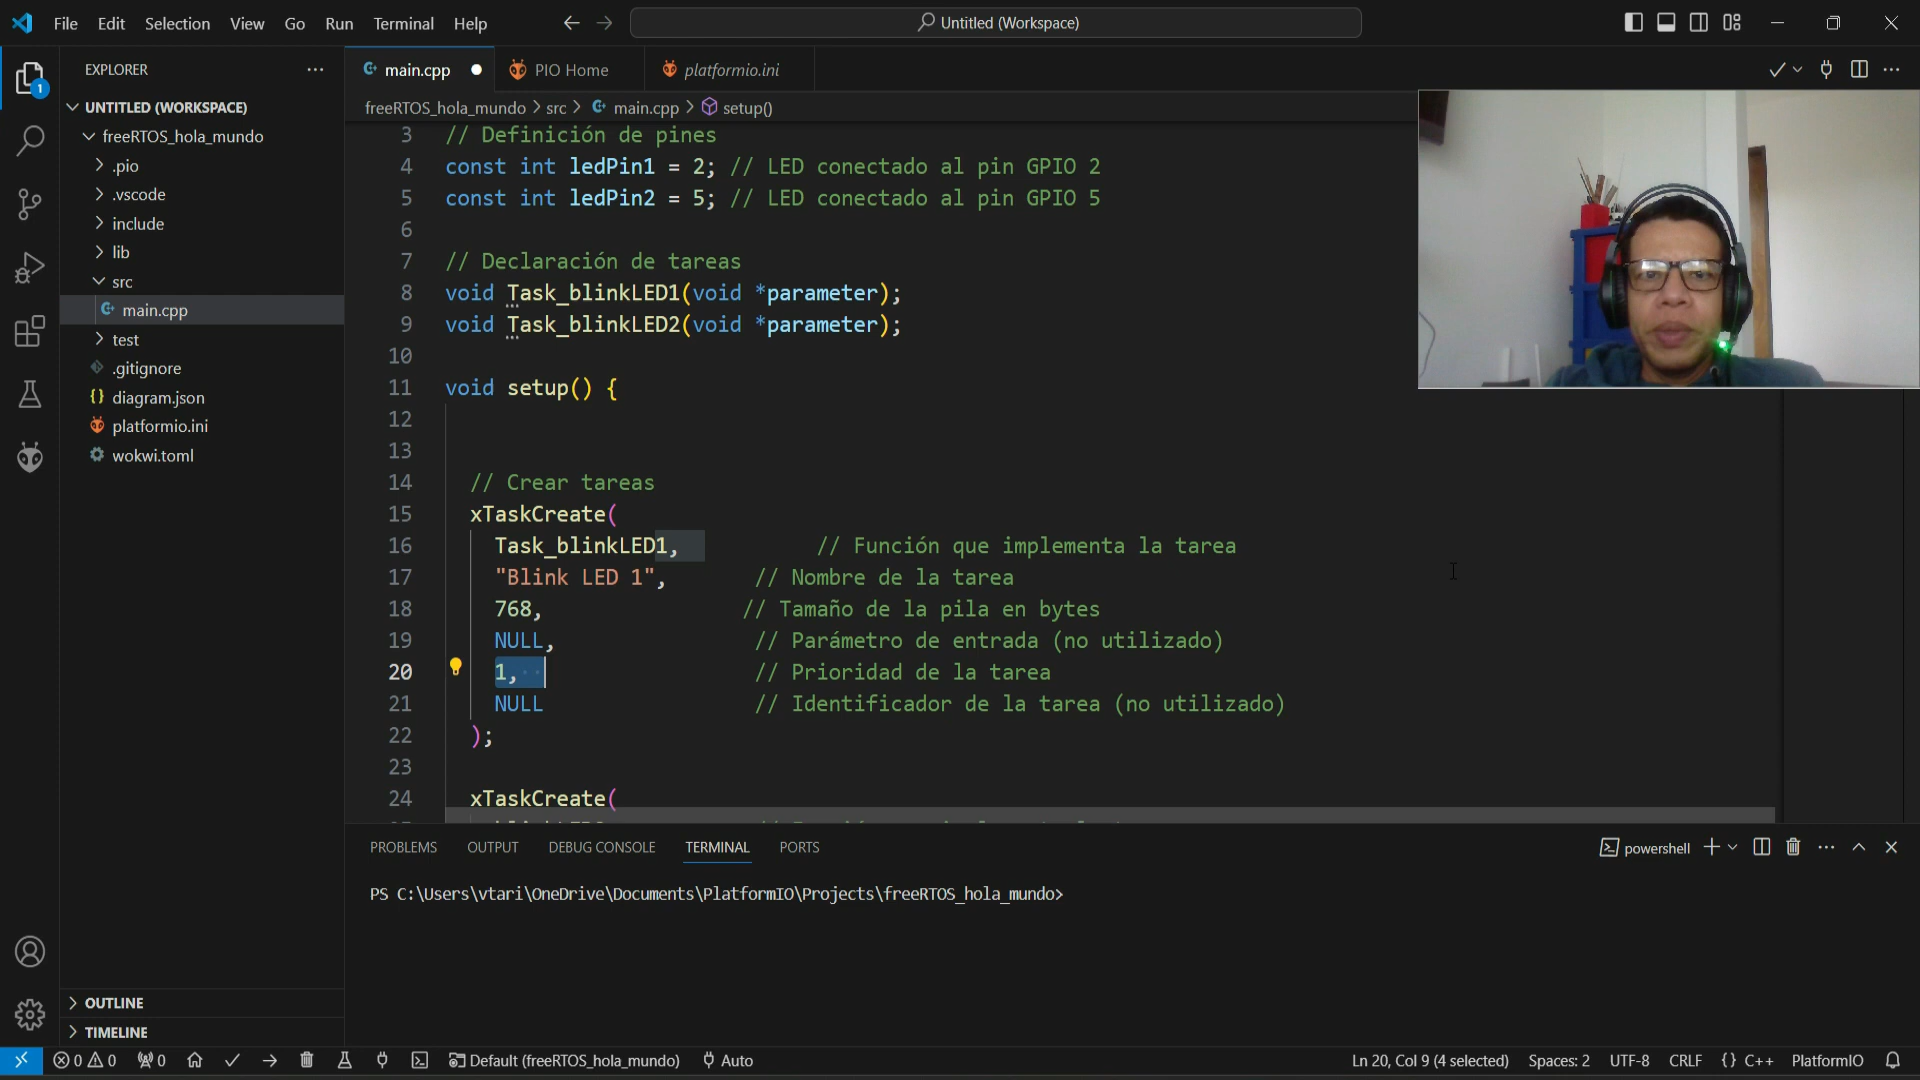 File Edit Selection View Go Run Terminal Help
Untitled (Workspace)
EXPLORER
main.cpp
PIO Home
platformio.ini
UNTITLED (WORKSPACE)
freeRTOS_hola_mundo > src > main.cpp > setup()
freeRTOS_hola_mundo
.pio
.vscode
include
lib
src
main.cpp
test
.gitignore
diagram.json
platformio.ini
wokwi.toml
OUTLINE
TIMELINE
1
3 // Definición de pines
4 const int ledPin1 = 2; // LED conectado al pin GPIO 2
5 const int ledPin2 = 5; // LED conectado al pin GPIO 5
6
7 // Declaración de tareas
8 void Task_blinkLED1(void *parameter);
9 void Task_blinkLED2(void *parameter);
10
11 void setup() {
12
13
14 // Crear tareas
15 xTaskCreate(
16 Task_blinkLED1, // Función que implementa la tarea
17 "Blink LED 1", // Nombre de la tarea
18 768, // Tamaño de la pila en bytes
19 NULL, // Parámetro de entrada (no utilizado)
20 1, // Prioridad de la tarea
21 NULL // Identificador de la tarea (no utilizado)
22 );
23
24 xTaskCreate(
PROBLEMS OUTPUT DEBUG CONSOLE TERMINAL PORTS
powershell
PS C:\Users\vtari\OneDrive\Documents\PlatformIO\Projects\freeRTOS_hola_mundo>
0 0 0 Default (freeRTOS_hola_mundo) Auto
Ln 20, Col 9 (4 selected) Spaces: 2 UTF-8 CRLF {} C++ PlatformIO